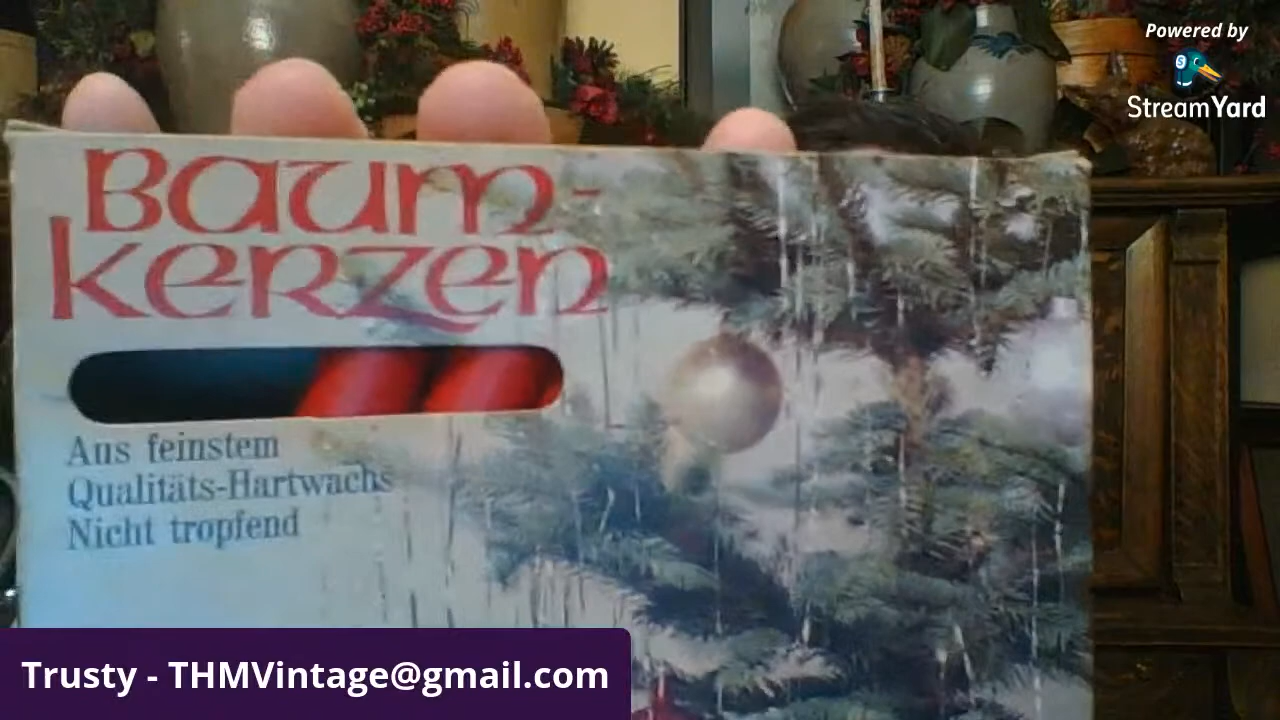 Powered by
StreamYard
Baum-
kerzen
Aus feinstem
Qualitäts-Hartwachs
Nicht tropfend
Trusty - THMVintage@gmail.com